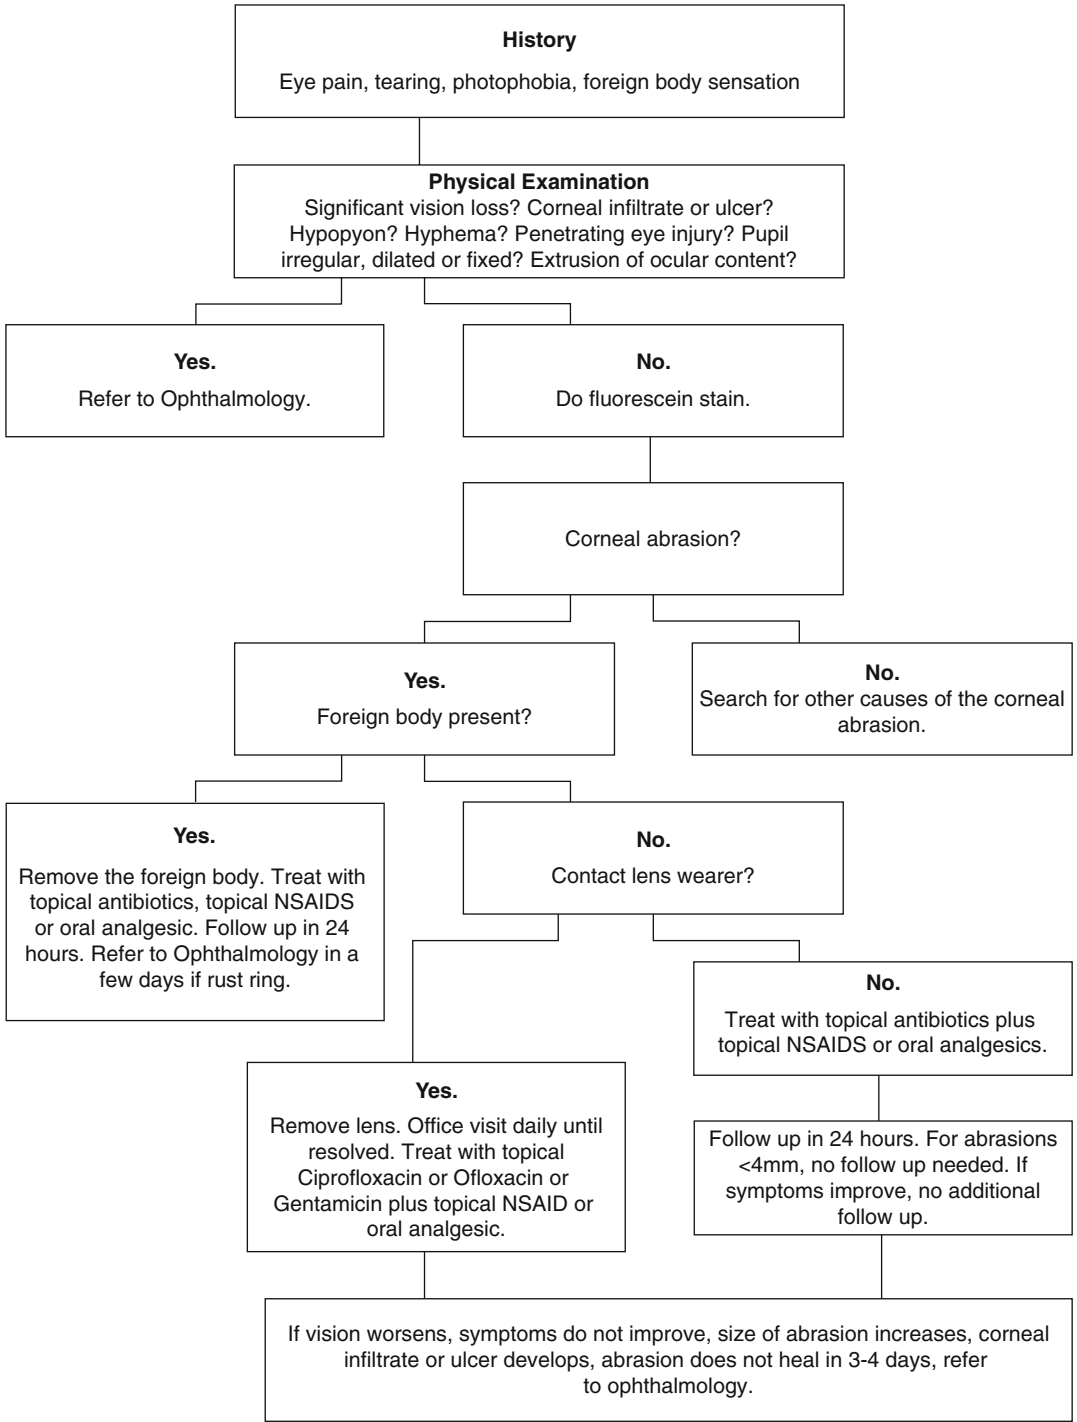 History
Eye pain, tearing, photophobia, foreign body sensation
Physical Examination
Significant vision loss? Corneal infiltrate or ulcer?
Hypopyon? Hyphema? Penetrating eye injury? Pupil
irregular, dilated or fixed? Extrusion of ocular content?
Yes.
Refer to Ophthalmology.
No.
Do fluorescein stain.
Corneal abrasion?
Yes.
Foreign body present?
No.
Search for other causes of the corneal
abrasion.
Yes.
Remove the foreign body. Treat with
topical antibiotics, topical NSAIDS
or oral analgesic. Follow up in 24
hours. Refer to Ophthalmology in a
few days if rust ring.
No.
Contact lens wearer?
No.
Treat with topical antibiotics plus
topical NSAIDS or oral analgesics.
Yes.
Remove lens. Office visit daily until
resolved. Treat with topical
Ciprofloxacin or Ofloxacin or
Gentamicin plus topical NSAID or
oral analgesic.
Follow up in 24 hours. For abrasions
<4mm, no follow up needed. If
symptoms improve, no additional
follow up.
If vision worsens, symptoms do not improve, size of abrasion increases, corneal
infiltrate or ulcer develops, abrasion does not heal in 3-4 days, refer
to ophthalmology.